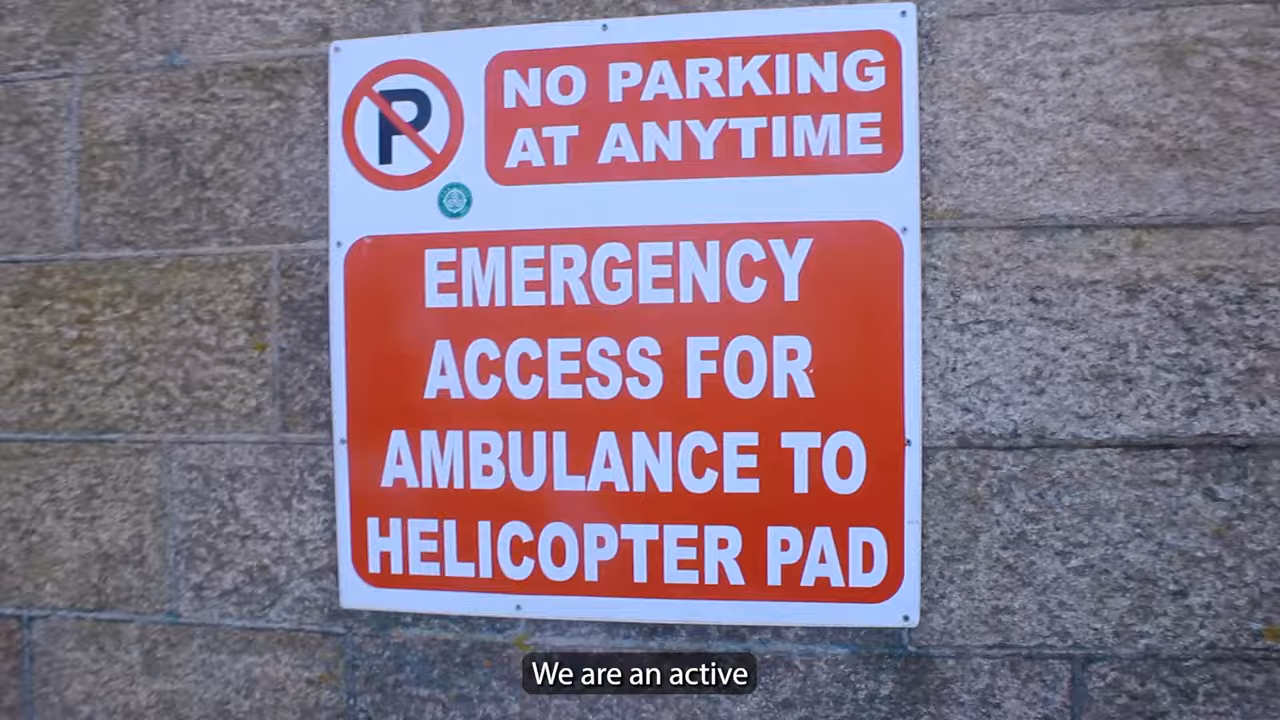 P
NO PARKING
AT ANYTIME
EMERGENCY
ACCESS FOR
AMBULANCE TO
HELICOPTER PAD
We are an active